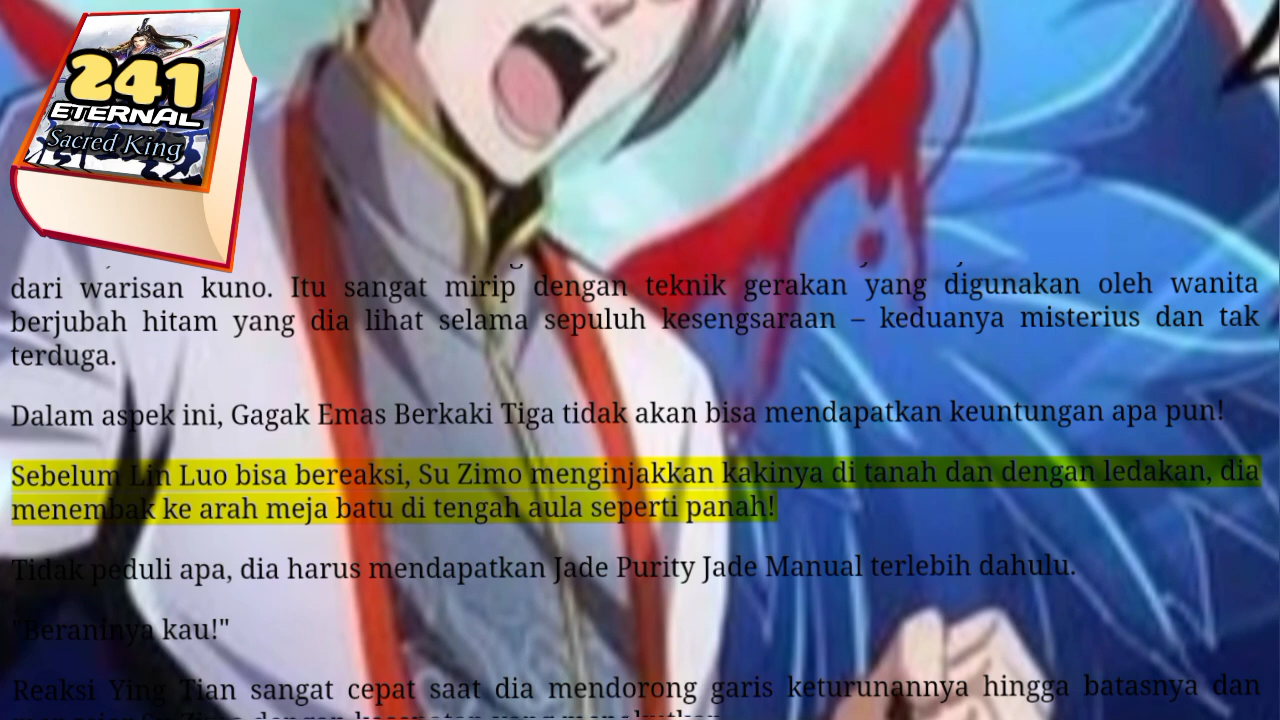 241
ETERNAL
Sacred King
dari warisan kuno. Itu sangat mirip dengan teknik gerakan yang digunakan oleh wanita
berjubah hitam yang dia lihat selama sepuluh kesengsaraan – keduanya misterius dan tak
terduga.
Dalam aspek ini, Gagak Emas Berkaki Tiga tidak akan bisa mendapatkan keuntungan apa pun!
Sebelum Lin Luo bisa bereaksi, Su Zimo menginjakkan kakinya di tanah dan dengan ledakan, dia
menembak ke arah meja batu di tengah aula seperti panah!
Tidak peduli apa, dia harus mendapatkan Jade Purity Jade Manual terlebih dahulu.
"Beraninya kau!"
Reaksi Ying Tian sangat cepat saat dia mendorong garis keturunannya hingga batasnya dan